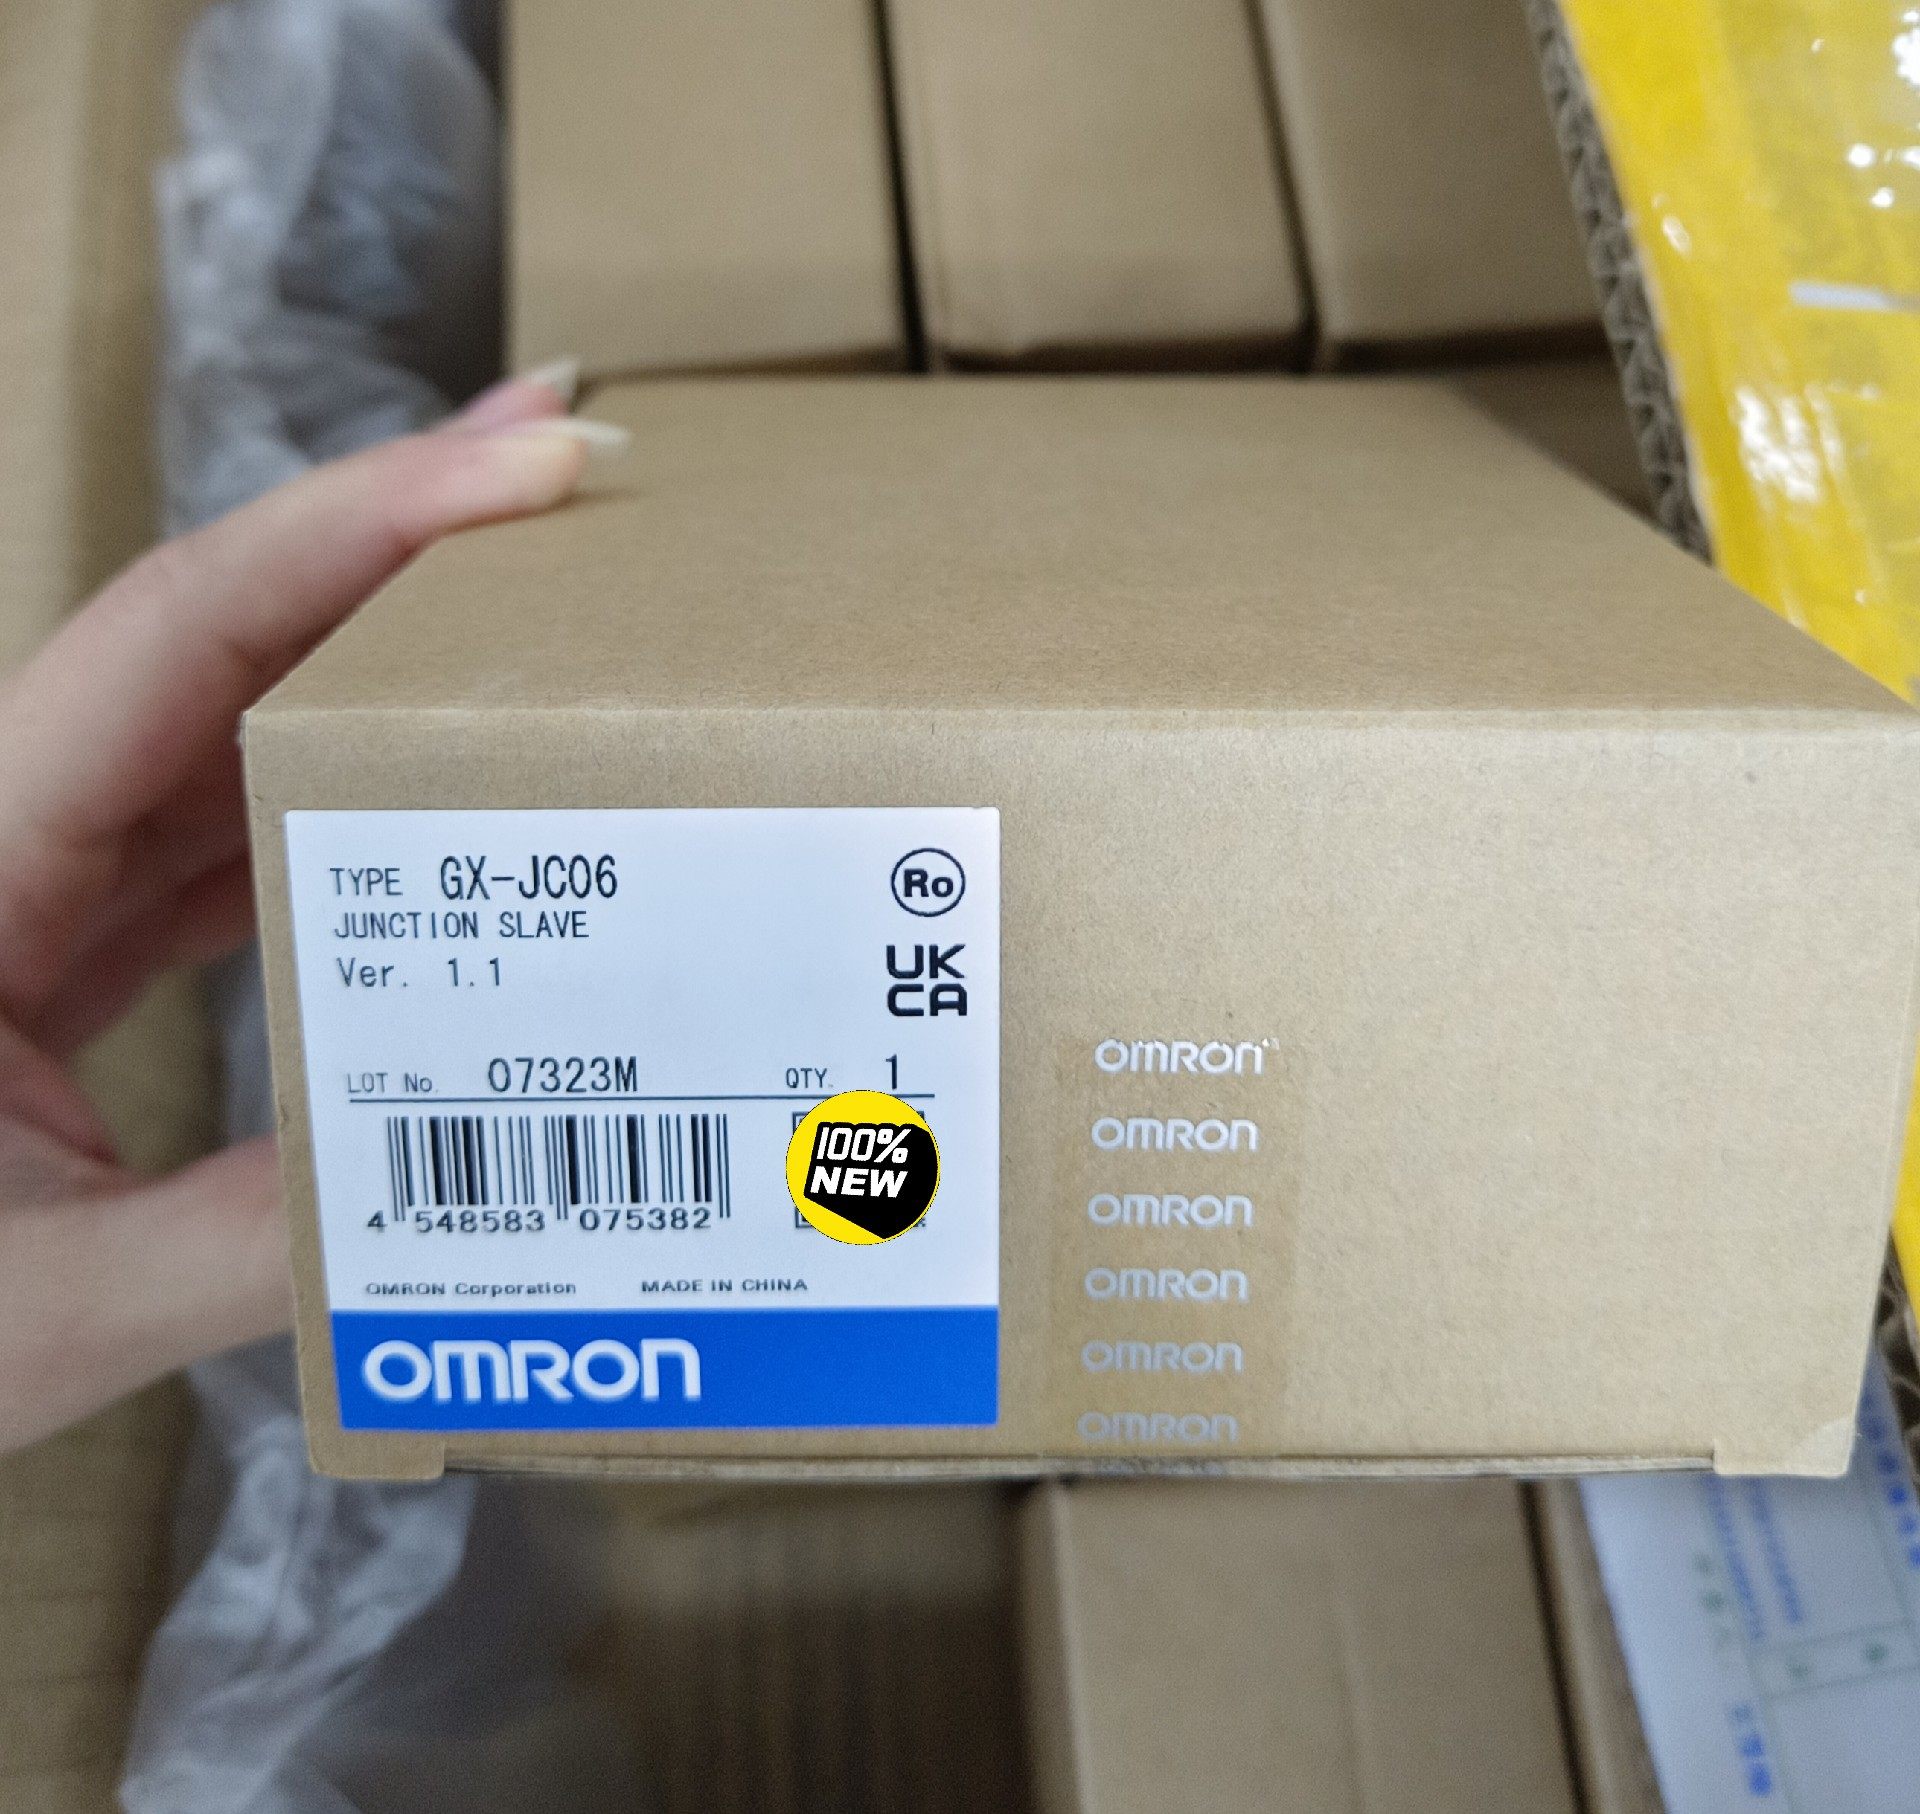 TYPE GX-JC06
JUNCTION SLAVE
Ver. 1.1
Ro
UK
CA
LOT No. 07323M QTY. 1
100%
NEW
4 548583 075382
OMRON Corporation MADE IN CHINA
OMRON
OMRON
OMRON
OMRON
OMRON
OMRON
OMRON